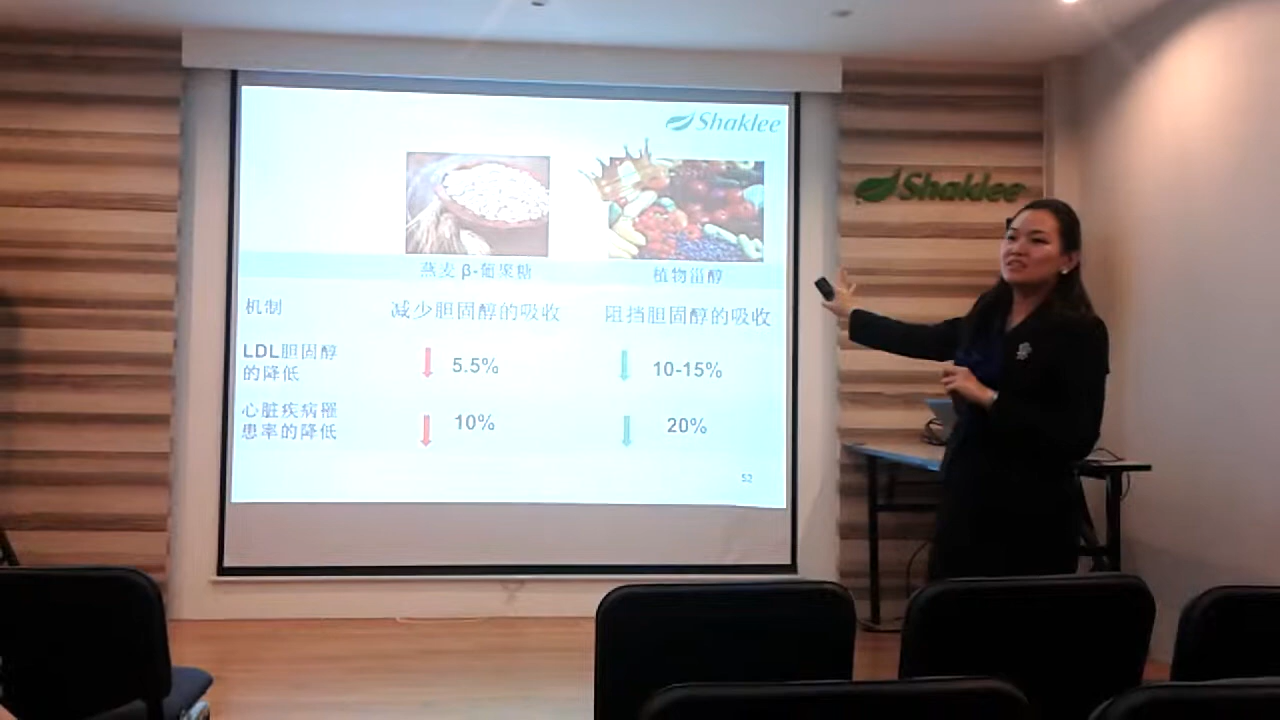 Shaklee
Shaklee
燕麦 β-葡聚糖
植物甾醇
机制
减少胆固醇的吸收
阻挡胆固醇的吸收
LDL胆固醇
的降低
5.5%
10-15%
心脏疾病罹
患率的降低
10%
20%
52